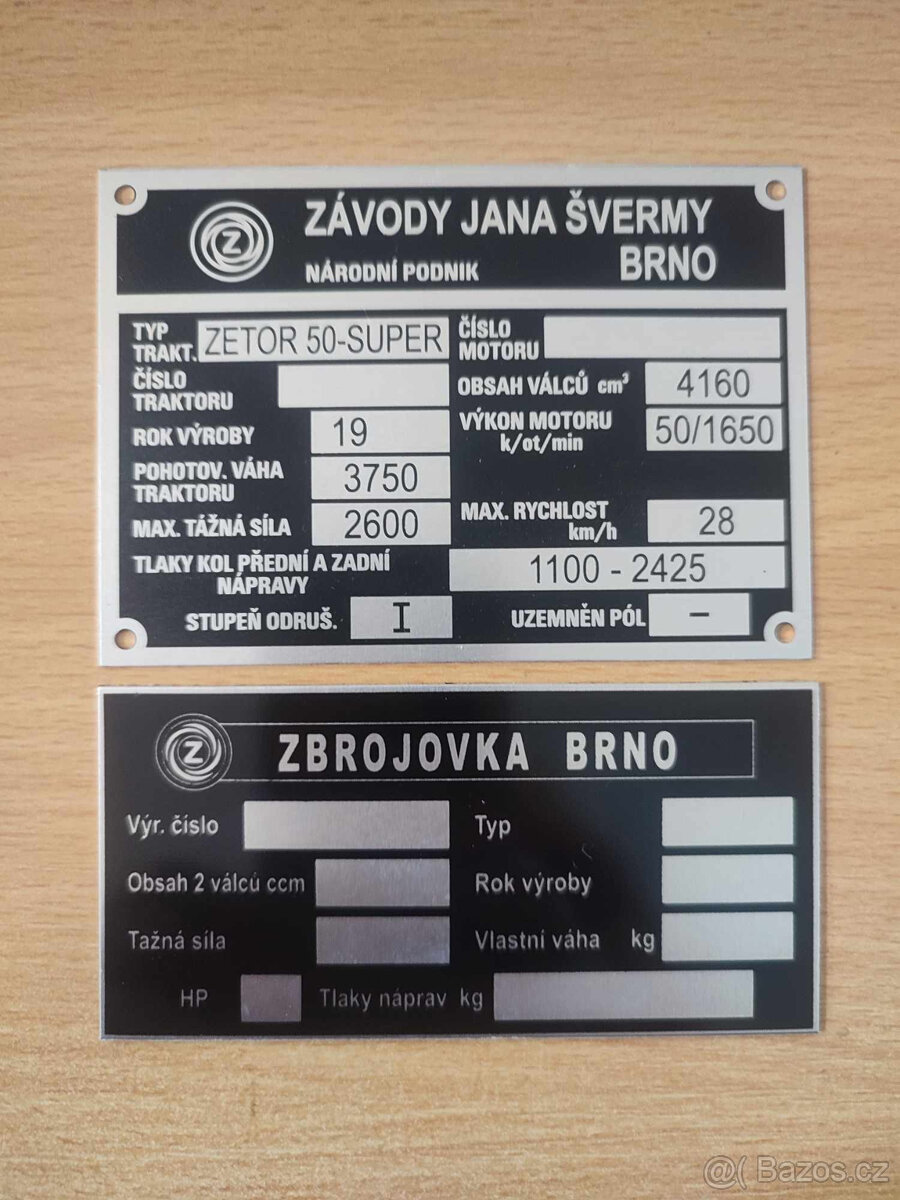 Z
ZÁVODY JANA ŠVERMY
NÁRODNÍ PODNIK BRNO
TYP TRAKT. ZETOR 50-SUPER
ČÍSLO MOTORU
ČÍSLO TRAKTORU
OBSAH VÁLCŮ cm³ 4160
ROK VÝROBY 19
VÝKON MOTORU k/ot/min 50/1650
POHOTOV. VÁHA TRAKTORU 3750
MAX. TÁŽNÁ SÍLA 2600
MAX. RYCHLOST km/h 28
TLAKY KOL PŘEDNÍ A ZADNÍ NÁPRAVY 1100 - 2425
STUPEŇ ODRUŠ. I
UZEMNĚN PÓL –
Z ZBROJOVKA BRNO
Výr. číslo Typ
Obsah 2 válců ccm Rok výroby
Tažná síla Vlastní váha kg
HP Tlaky náprav kg
@( Bazos.cz